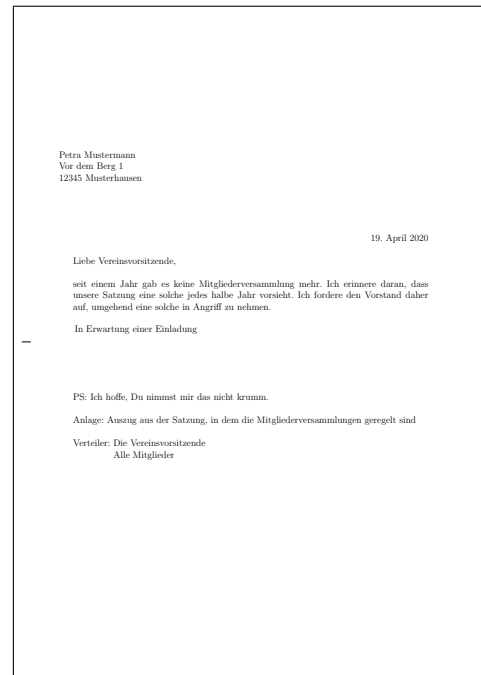 Petra Mustermann
Vor dem Berg 1
12345 Musterhausen
19. April 2020
Liebe Vereinsvorsitzende,
seit einem Jahr gab es keine Mitgliederversammlung mehr. Ich erinnere daran, dass
unsere Satzung eine solche jedes halbe Jahr vorsieht. Ich fordere den Vorstand daher
auf, umgehend eine solche in Angriff zu nehmen.
In Erwartung einer Einladung
PS: Ich hoffe, Du nimmst mir das nicht krumm.
Anlage: Auszug aus der Satzung, in dem die Mitgliederversammlungen geregelt sind
Verteiler: Die Vereinsvorsitzende
Alle Mitglieder